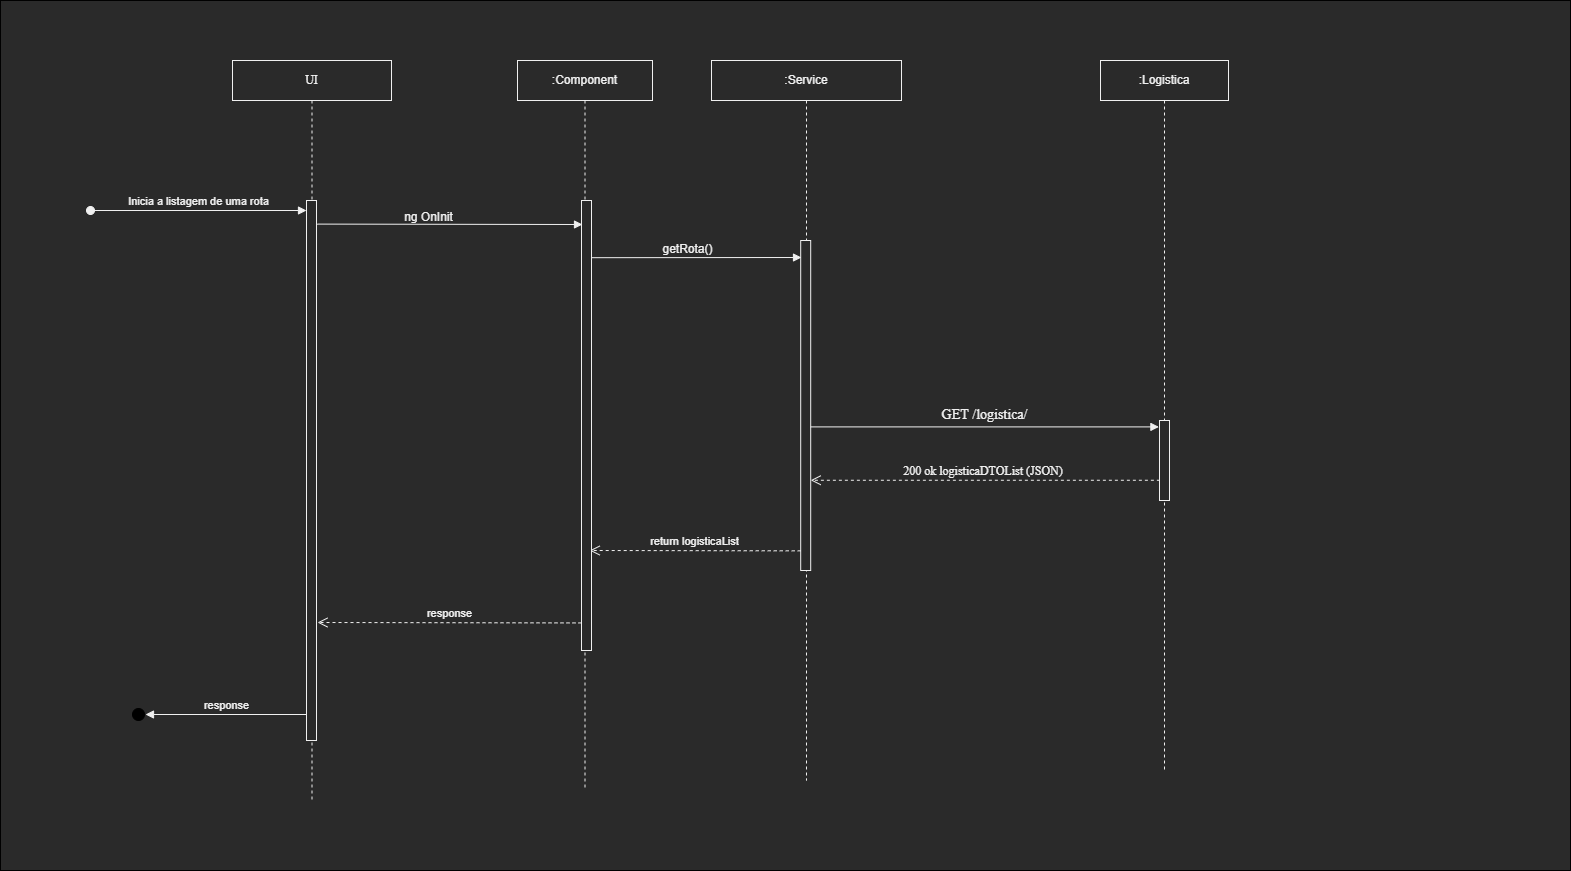 UI
:Component
:Service
:Logistica
Inicia a listagem de uma rota
ng OnInit
getRota()
GET /logistica/
200 ok logisticaDTOList (JSON)
return logisticaList
response
response